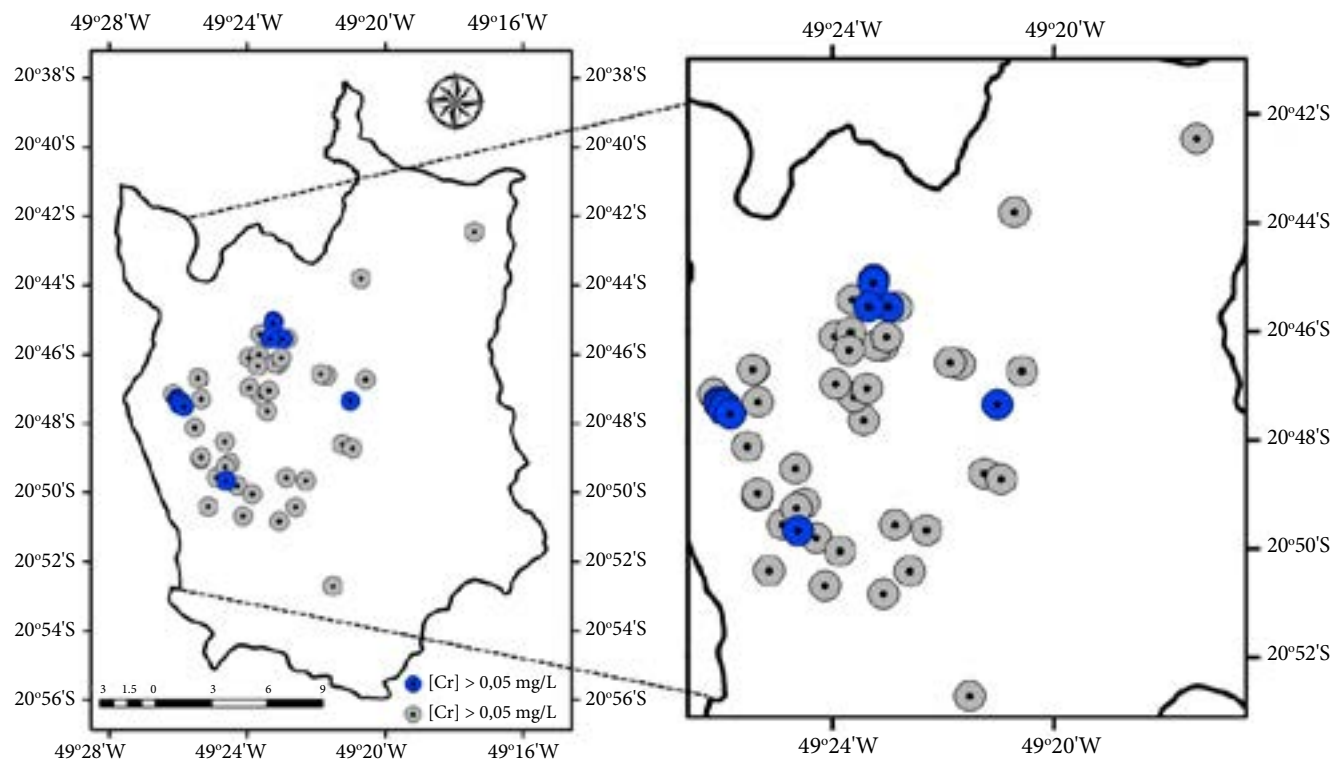 49°28'W 49°24'W 49°20'W 49°16'W
49°24'W 49°20'W
20°38'S 20°38'S
20°40'S 20°40'S
20°42'S 20°42'S 20°42'S
20°44'S 20°44'S 20°44'S
20°46'S 20°46'S 20°46'S
20°48'S 20°48'S 20°48'S
20°50'S 20°50'S 20°50'S
20°52'S 20°52'S 20°52'S
20°54'S 20°54'S
3 1.5 0 3 6 9
[Cr] > 0,05 mg/L
[Cr] > 0,05 mg/L
20°56'S 20°56'S
49°28'W 49°24'W 49°20'W 49°16'W
49°24'W 49°20'W